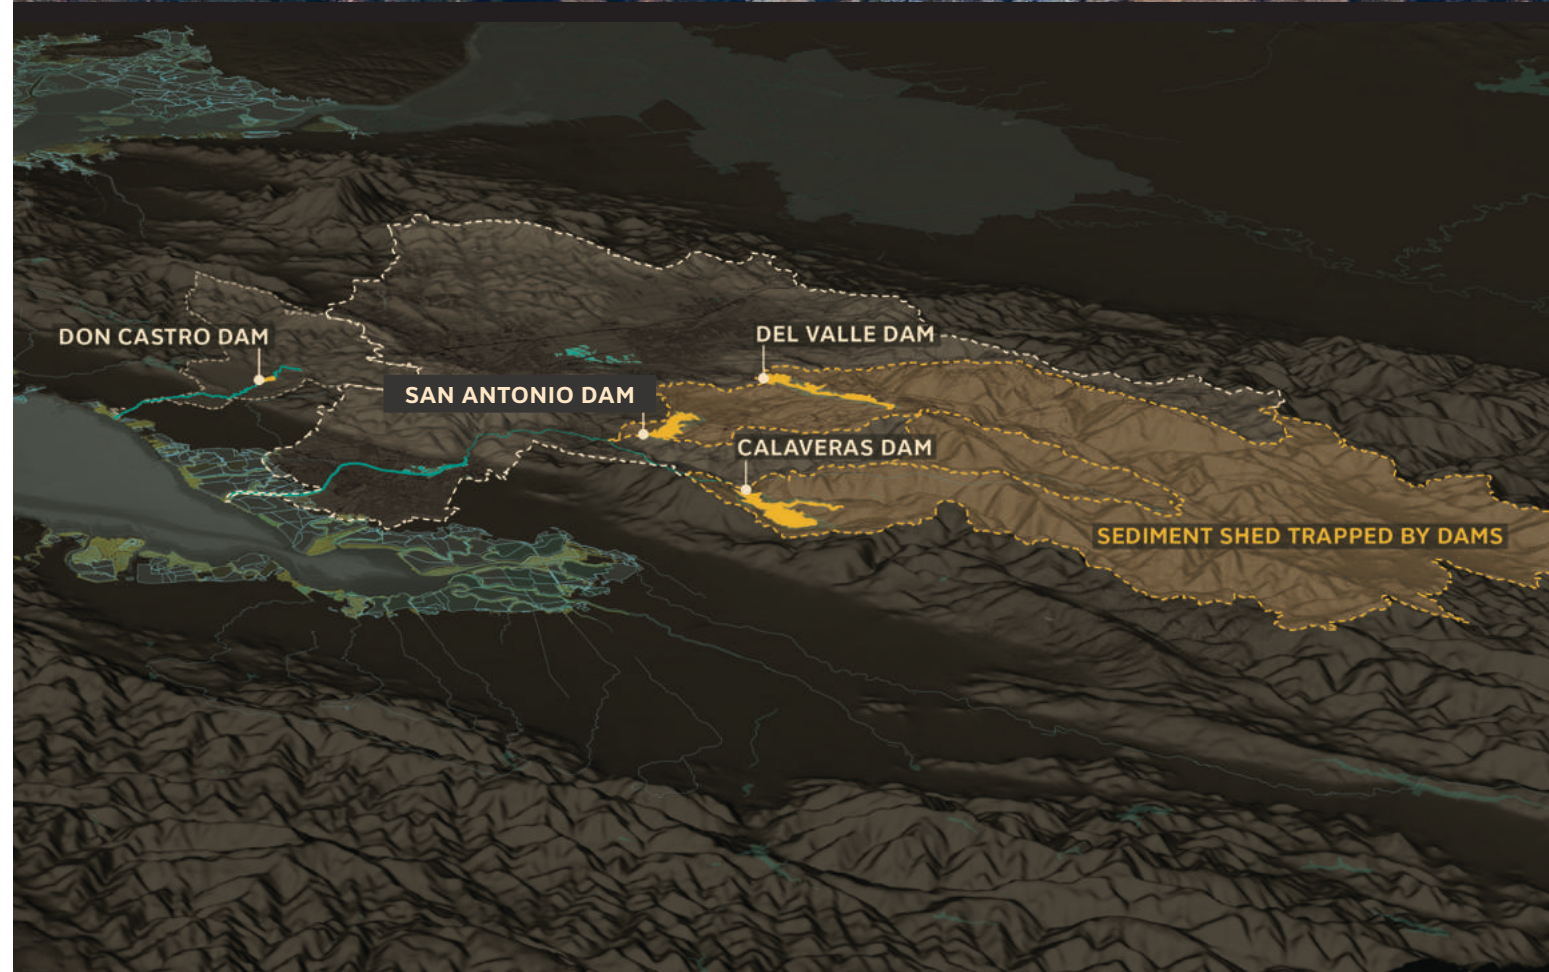 DON CASTRO DAM
DEL VALLE DAM
SAN ANTONIO DAM
CALAVERAS DAM
SEDIMENT SHED TRAPPED BY DAMS